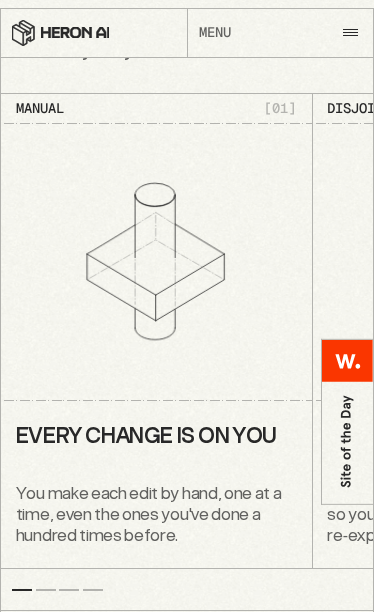 HERON AI
MENU
MANUAL
[01]
EVERY CHANGE IS ON YOU
You make each edit by hand, one at a
time, even the ones you've done a
hundred times before.
W.
Site of the Day
so you
re-exp